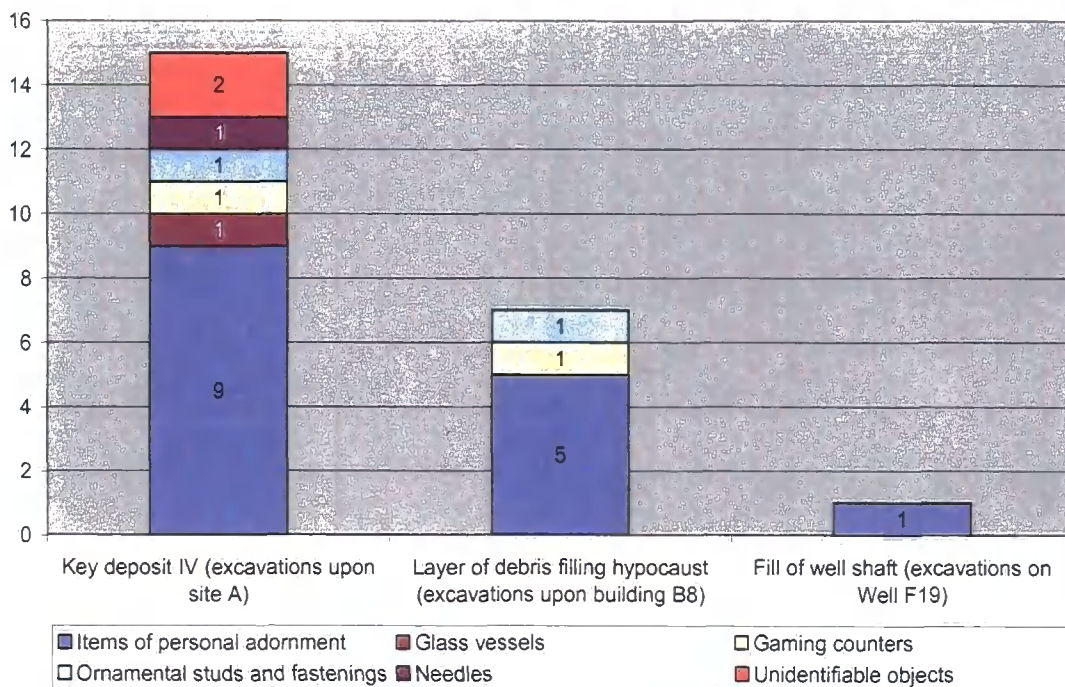 16
14
12
10
8
6
4
2
0
2
1
1
1
1
9
1
1
5
1
Key deposit IV (excavations upon
site A)
Layer of debris filling hypocaust
(excavations upon building B8)
Fill of well shaft (excavations on
Well F19)
Items of personal adornment
Glass vessels
Gaming counters
Ornamental studs and fastenings
Needles
Unidentifiable objects